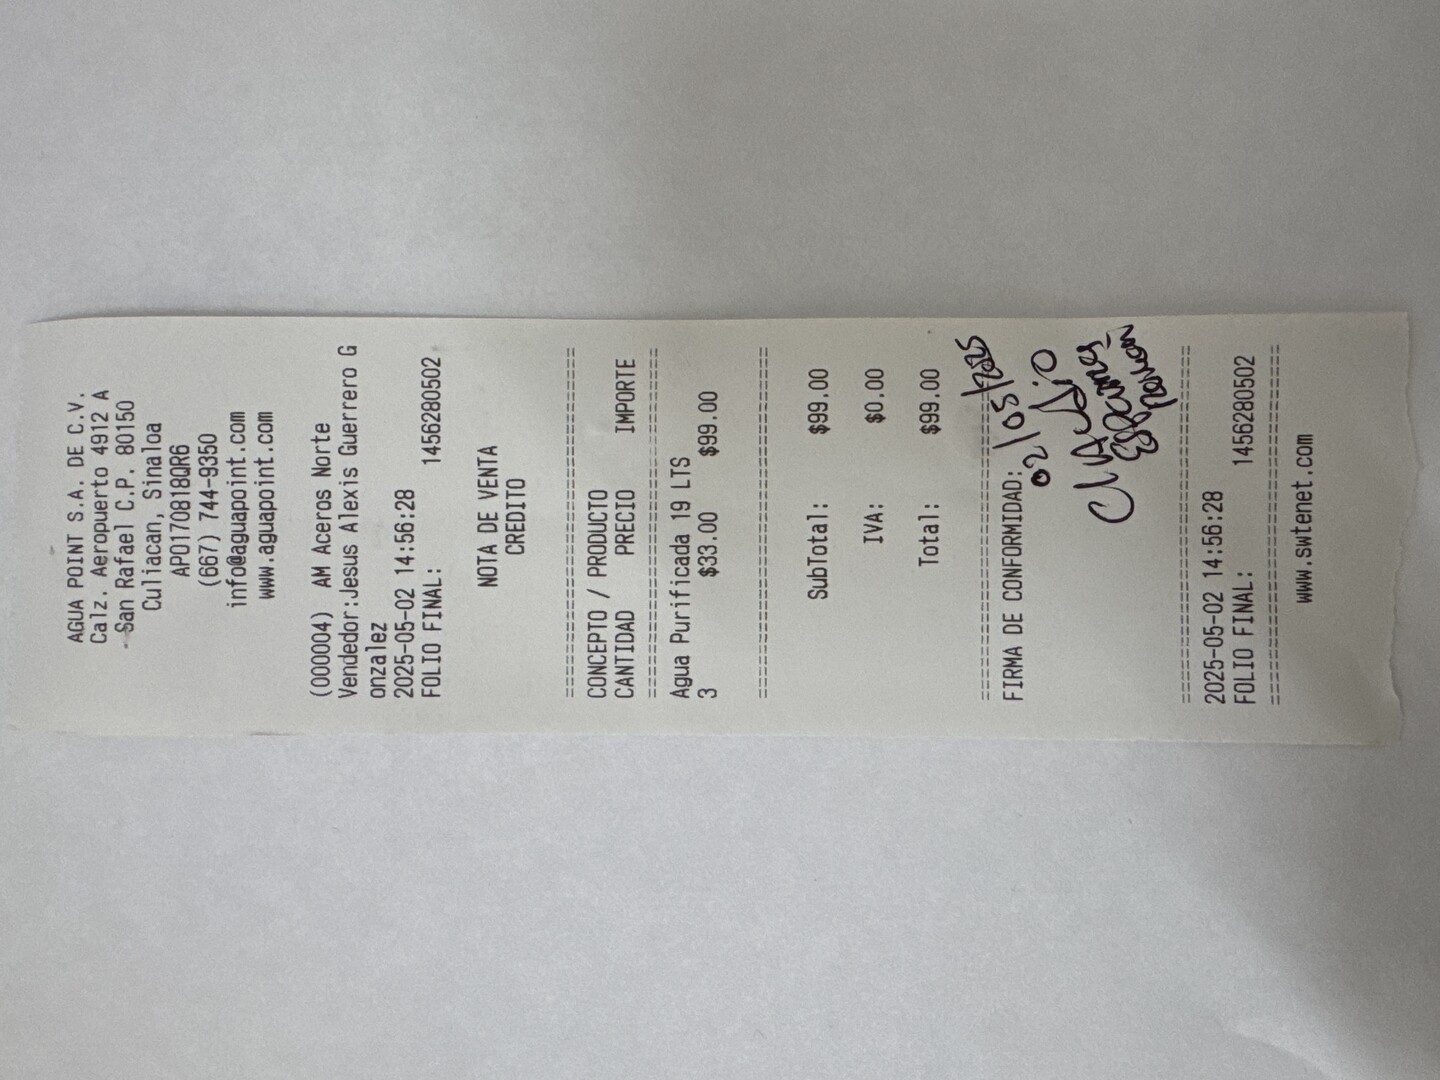 AGUA POINT S.A. DE C.V.
Calz. Aeropuerto 4912 A
San Rafael C.P. 80150
Culiacan, Sinaloa
APO170818QR6
(667) 744-9350
info@aguapoint.com
www.aguapoint.com
(000004) AM Aceros Norte
Vendedor:Jesus Alexis Guerrero G
onzalez
2025-05-02 14:56:28
FOLIO FINAL: 1456280502
NOTA DE VENTA
CREDITO
================================
CONCEPTO / PRODUCTO
CANTIDAD PRECIO IMPORTE
================================
Agua Purificada 19 LTS
3 $33.00 $99.00
================================
SubTotal: $99.00
IVA: $0.00
Total: $99.00
================================
FIRMA DE CONFORMIDAD:
02/05/2025
Claudio
================================
2025-05-02 14:56:28
FOLIO FINAL: 1456280502
================================
www.swtenet.com